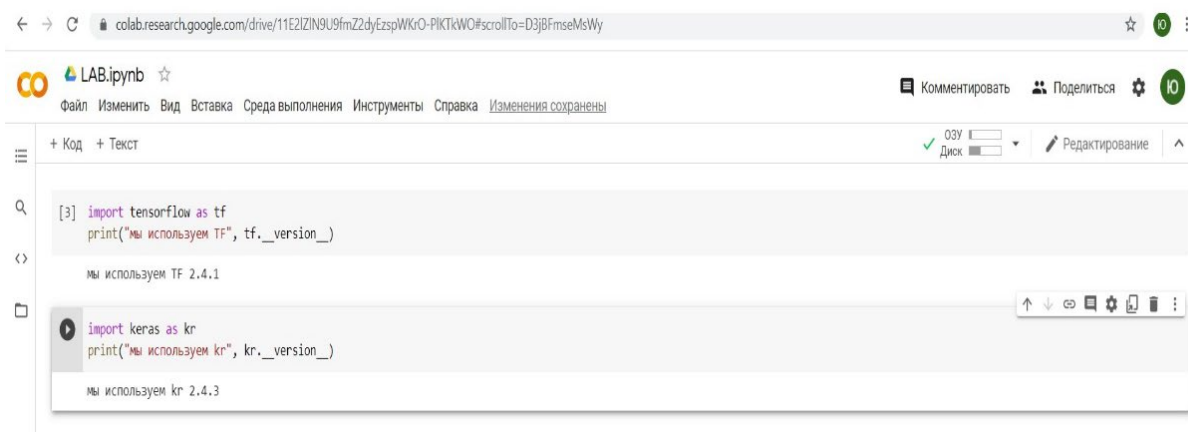 colab.research.google.com/drive/11E2lZlN9U9fmZ2dyEzspWKrO-PlKTkWO#scrollTo=D3jBFmseMsWy
Ю
CO LAB.ipynb
Комментировать Поделиться Ю
Файл Изменить Вид Вставка Среда выполнения Инструменты Справка Изменения сохранены
+ Код + Текст
ОЗУ
Диск
Редактирование
[3] import tensorflow as tf
print("мы используем TF", tf.__version__)
мы используем TF 2.4.1
import keras as kr
print("мы используем kr", kr.__version__)
мы используем kr 2.4.3